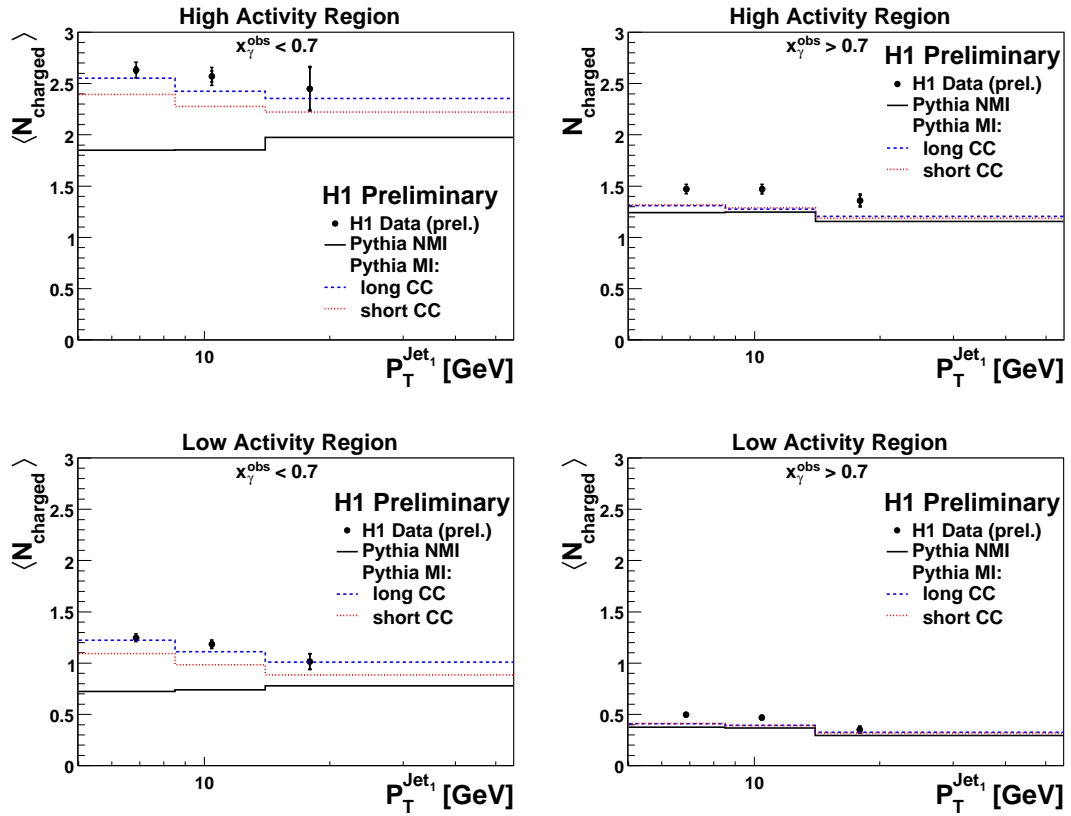 High Activity Region
x_γ^obs < 0.7
⟨N_charged⟩
3
2.5
2
1.5
1
0.5
0
H1 Preliminary
H1 Data (prel.)
Pythia NMI
Pythia MI:
long CC
short CC
10
P_T^Jet_1 [GeV]
High Activity Region
x_γ^obs > 0.7
N_charged
3
2.5
2
1.5
1
0.5
0
H1 Preliminary
H1 Data (prel.)
Pythia NMI
Pythia MI:
long CC
short CC
10
P_T^Jet_1 [GeV]
Low Activity Region
x_γ^obs < 0.7
⟨N_charged⟩
3
2.5
2
1.5
1
0.5
0
H1 Preliminary
H1 Data (prel.)
Pythia NMI
Pythia MI:
long CC
short CC
10
P_T^Jet_1 [GeV]
Low Activity Region
x_γ^obs > 0.7
⟨N_charged⟩
3
2.5
2
1.5
1
0.5
0
H1 Preliminary
H1 Data (prel.)
Pythia NMI
Pythia MI:
long CC
short CC
10
P_T^Jet_1 [GeV]